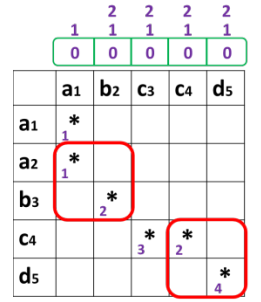 2 2 2 2
1 1 1 1 1
0 0 0 0 0
a1 b2 c3 c4 d5
a1 *
1
a2 *
1
b3 *
2
c4 * *
3 2
d5 *
4